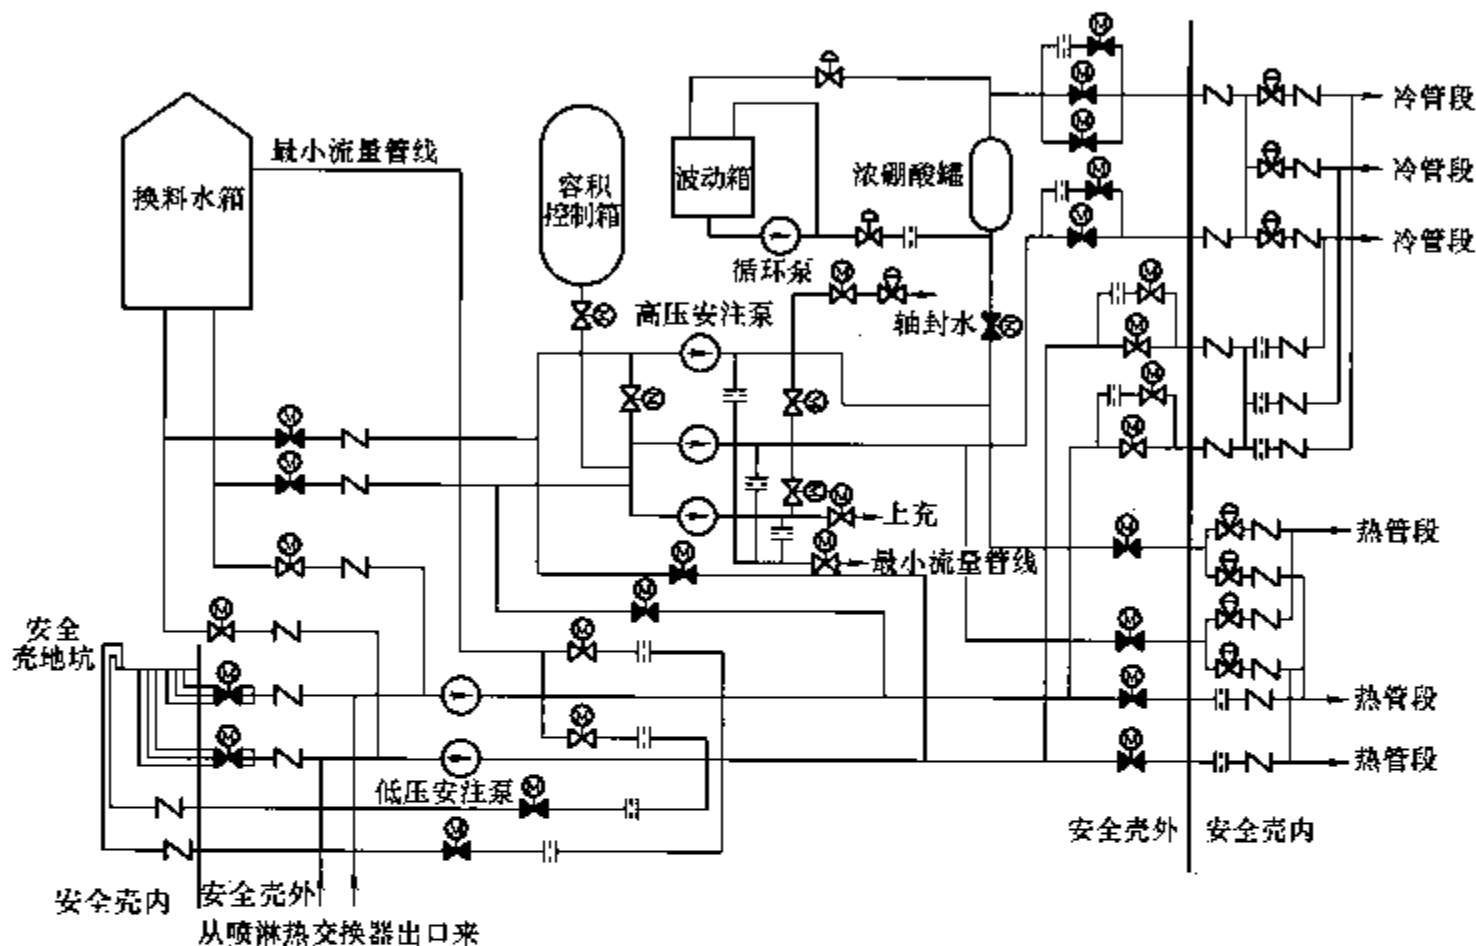 冷管段
最小流量管线
换料水箱
容积
控制箱
波动箱
浓硼酸罐
冷管段
冷管段
循环泵
高压安注泵
轴封水
上充
热管段
最小流量管线
安全
壳地坑
热管段
热管段
低压安注泵
安全壳外
安全壳内
安全壳内
安全壳外
从喷淋热交换器出口来